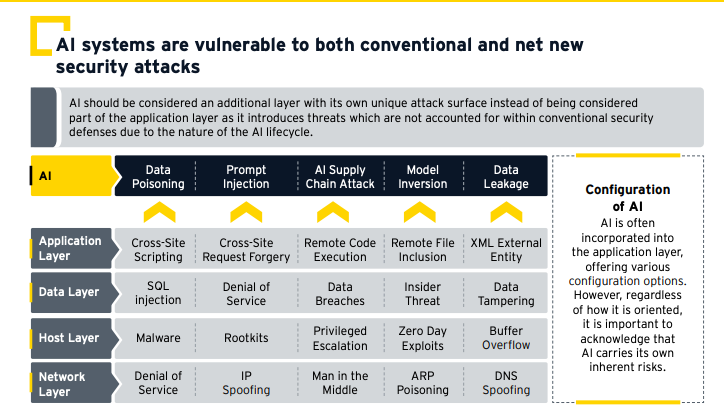 AI systems are vulnerable to both conventional and net new
security attacks
AI should be considered an additional layer with its own unique attack surface instead of being considered
part of the application layer as it introduces threats which are not accounted for within conventional security
defenses due to the nature of the AI lifecycle.
AI
Data
Poisoning
Prompt
Injection
AI Supply
Chain Attack
Model
Inversion
Data
Leakage
Application
Layer
Cross-Site
Scripting
Cross-Site
Request Forgery
Remote Code
Execution
Remote File
Inclusion
XML External
Entity
Data Layer
SQL
injection
Denial of
Service
Data
Breaches
Insider
Threat
Data
Tampering
Host Layer
Malware
Rootkits
Privileged
Escalation
Zero Day
Exploits
Buffer
Overflow
Network
Layer
Denial of
Service
IP
Spoofing
Man in the
Middle
ARP
Poisoning
DNS
Spoofing
Configuration
of AI
AI is often
incorporated into
the application layer,
offering various
configuration options.
However, regardless
of how it is oriented,
it is important to
acknowledge that
AI carries its own
inherent risks.